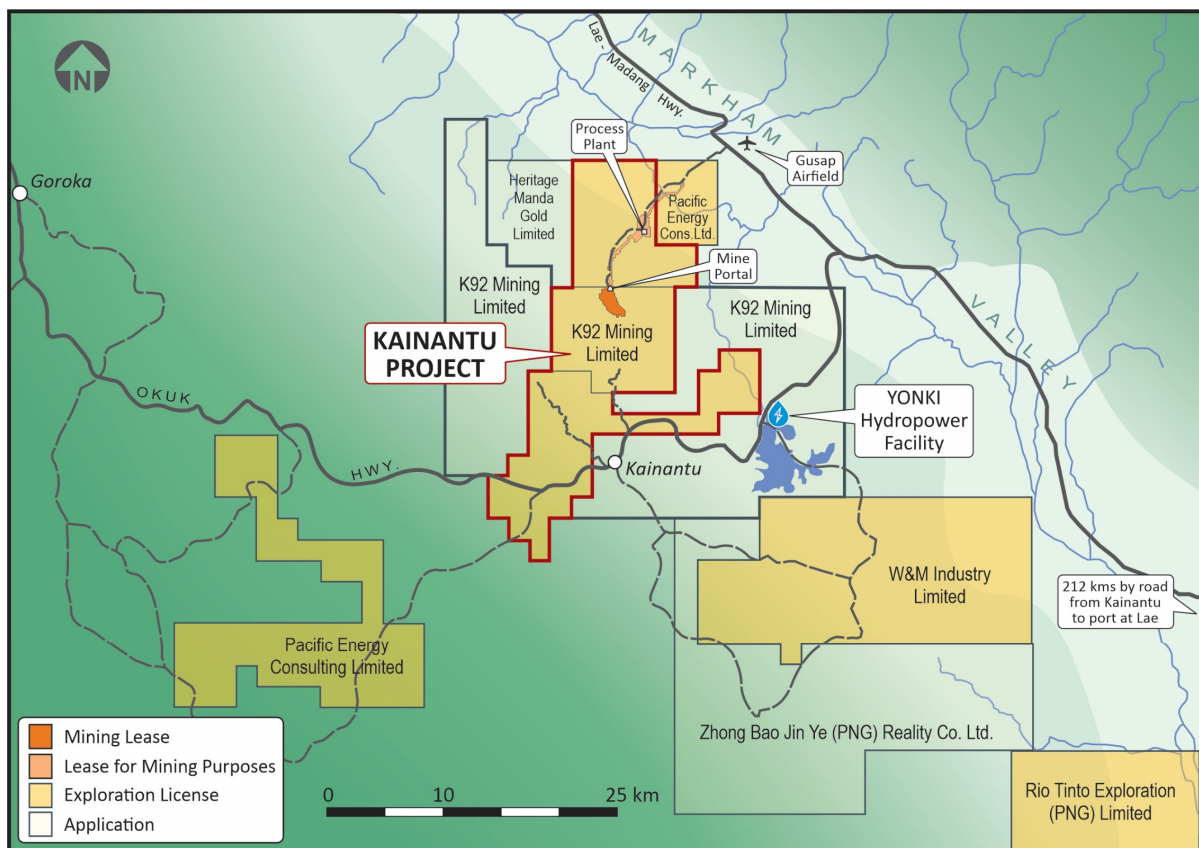 N
Goroka
Lae - Madang Hwy.
MARKHAM
VALLEY
Process
Plant
Gusap
Airfield
Heritage
Manda
Gold
Limited
Pacific
Energy
Cons.Ltd.
Mine
Portal
K92 Mining
Limited
K92 Mining
Limited
K92 Mining
Limited
KAINANTU
PROJECT
OKUK
HWY.
YONKI
Hydropower
Facility
Kainantu
W&M Industry
Limited
212 kms by road
from Kainantu
to port at Lae
Pacific Energy
Consulting Limited
Zhong Bao Jin Ye (PNG) Reality Co. Ltd.
Rio Tinto Exploration
(PNG) Limited
Mining Lease
Lease for Mining Purposes
Exploration License
Application
0 10 25 km